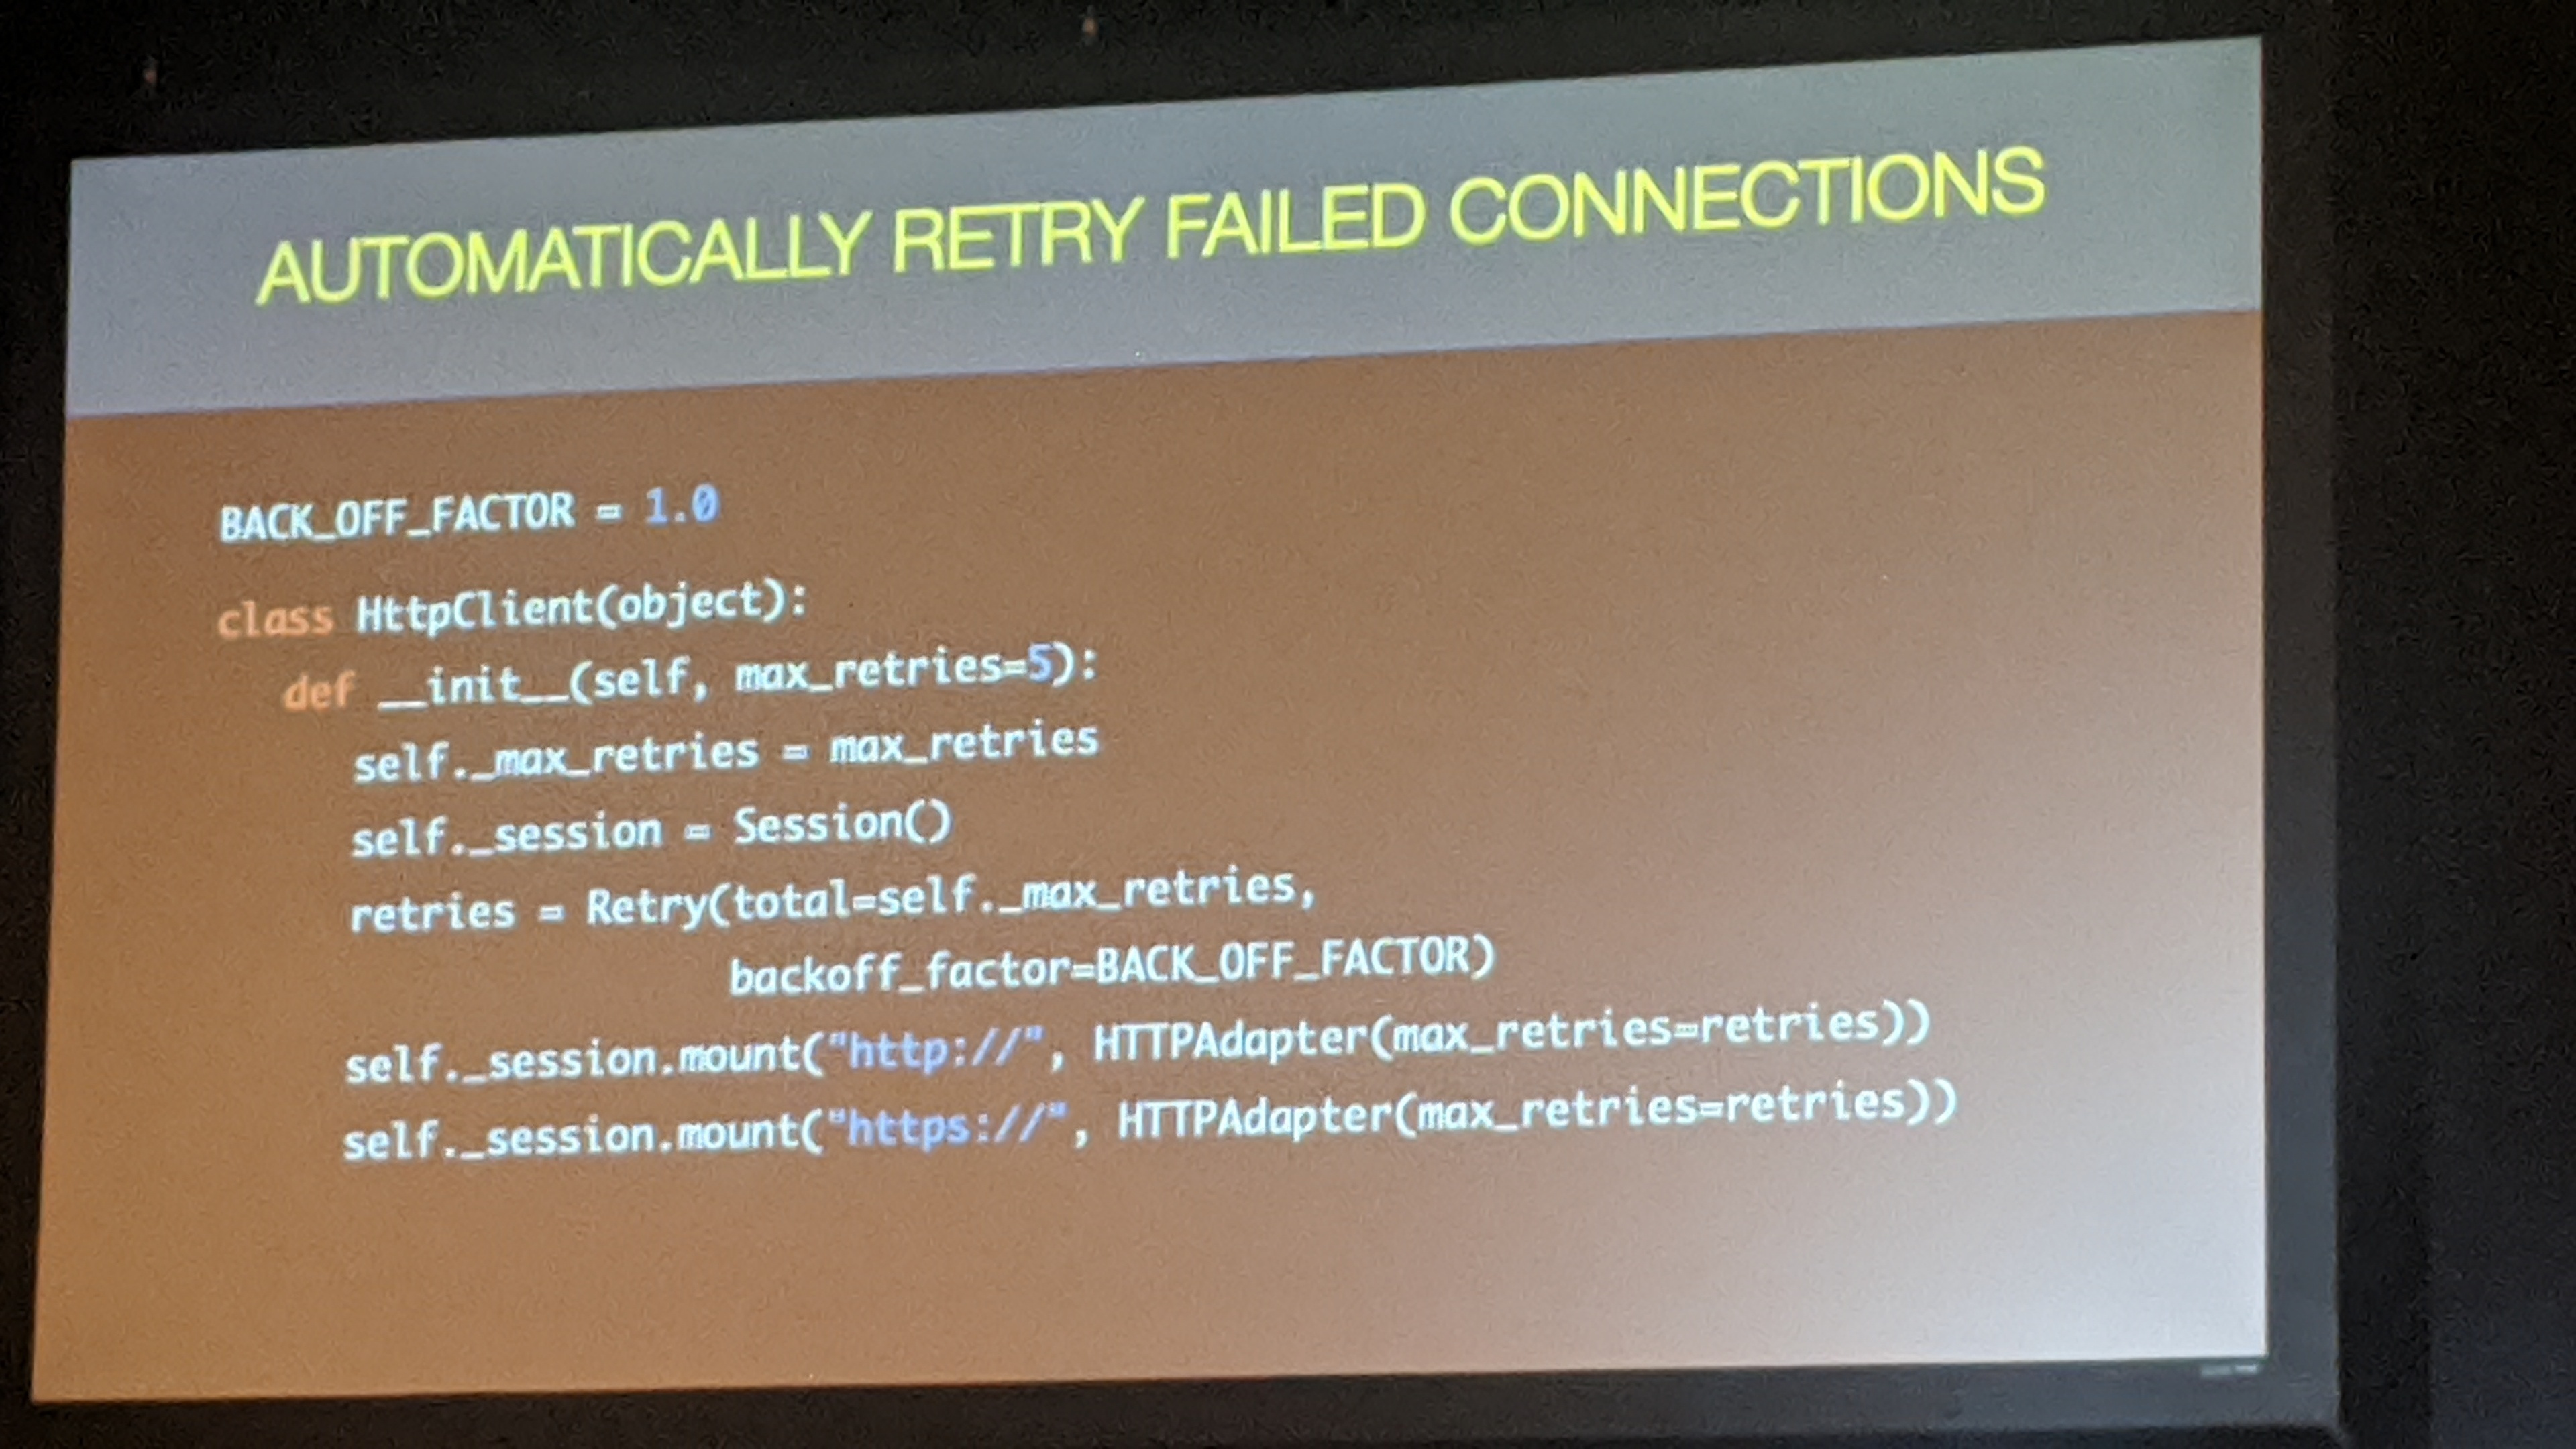 AUTOMATICALLY RETRY FAILED CONNECTIONS
BACK_OFF_FACTOR = 1.0
class HttpClient(object):
def __init__(self, max_retries=5):
self._max_retries = max_retries
self._session = Session()
retries = Retry(total=self._max_retries,
backoff_factor=BACK_OFF_FACTOR)
self._session.mount("http://", HTTPAdapter(max_retries=retries))
self._session.mount("https://", HTTPAdapter(max_retries=retries))